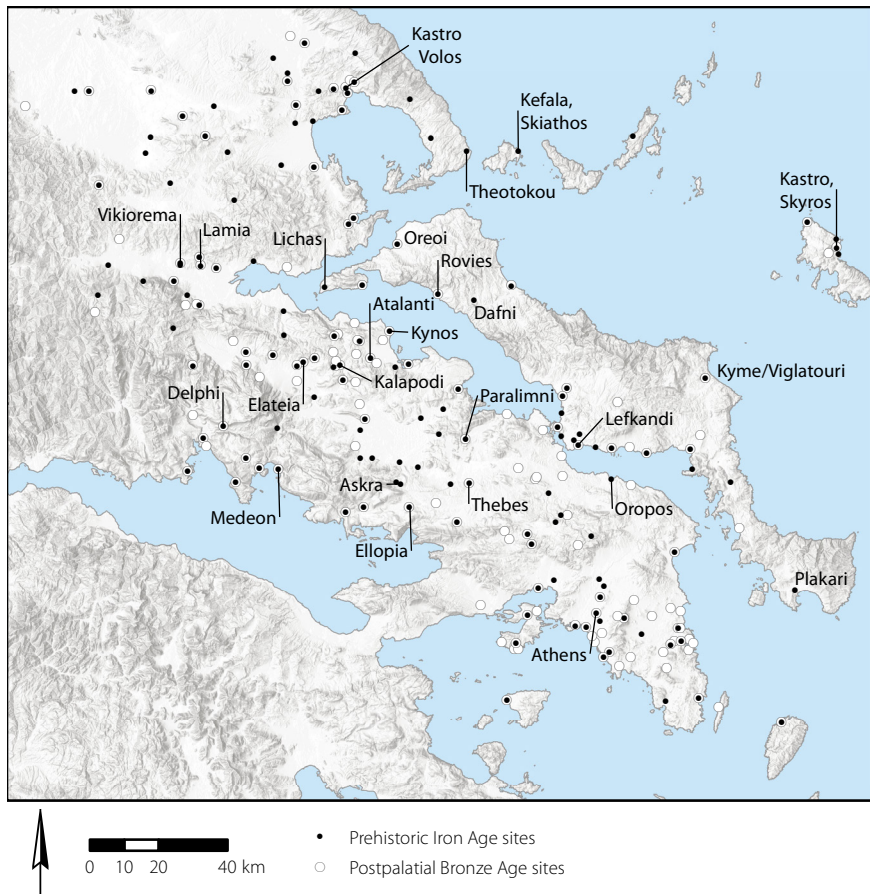 Kastro
Volos
Kefala,
Skiathos
Theotokou
Kastro,
Skyros
Vikiorema
Lamia
Lichas
Oreoi
Rovies
Atalanti
Dafni
Kynos
Kyme/Viglatouri
Delphi
Elateia
Kalapodi
Paralimni
Lefkandi
Askra
Thebes
Oropos
Medeon
Ellopia
Plakari
Athens
Prehistoric Iron Age sites
0 10 20 40 km
Postpalatial Bronze Age sites